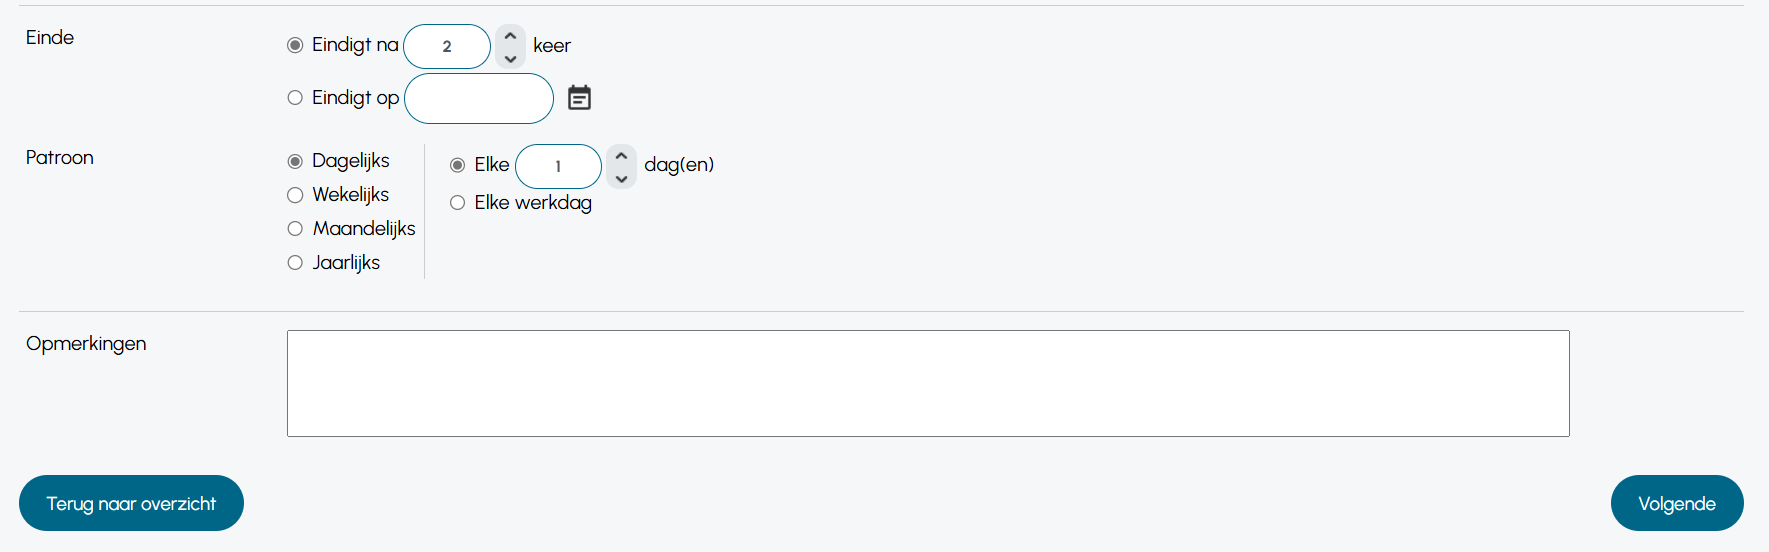 Einde
Eindigt na 2 keer
Eindigt op
Patroon
Dagelijks
Elke 1 dag(en)
Wekelijks
Elke werkdag
Maandelijks
Jaarlijks
Opmerkingen
Terug naar overzicht
Volgende